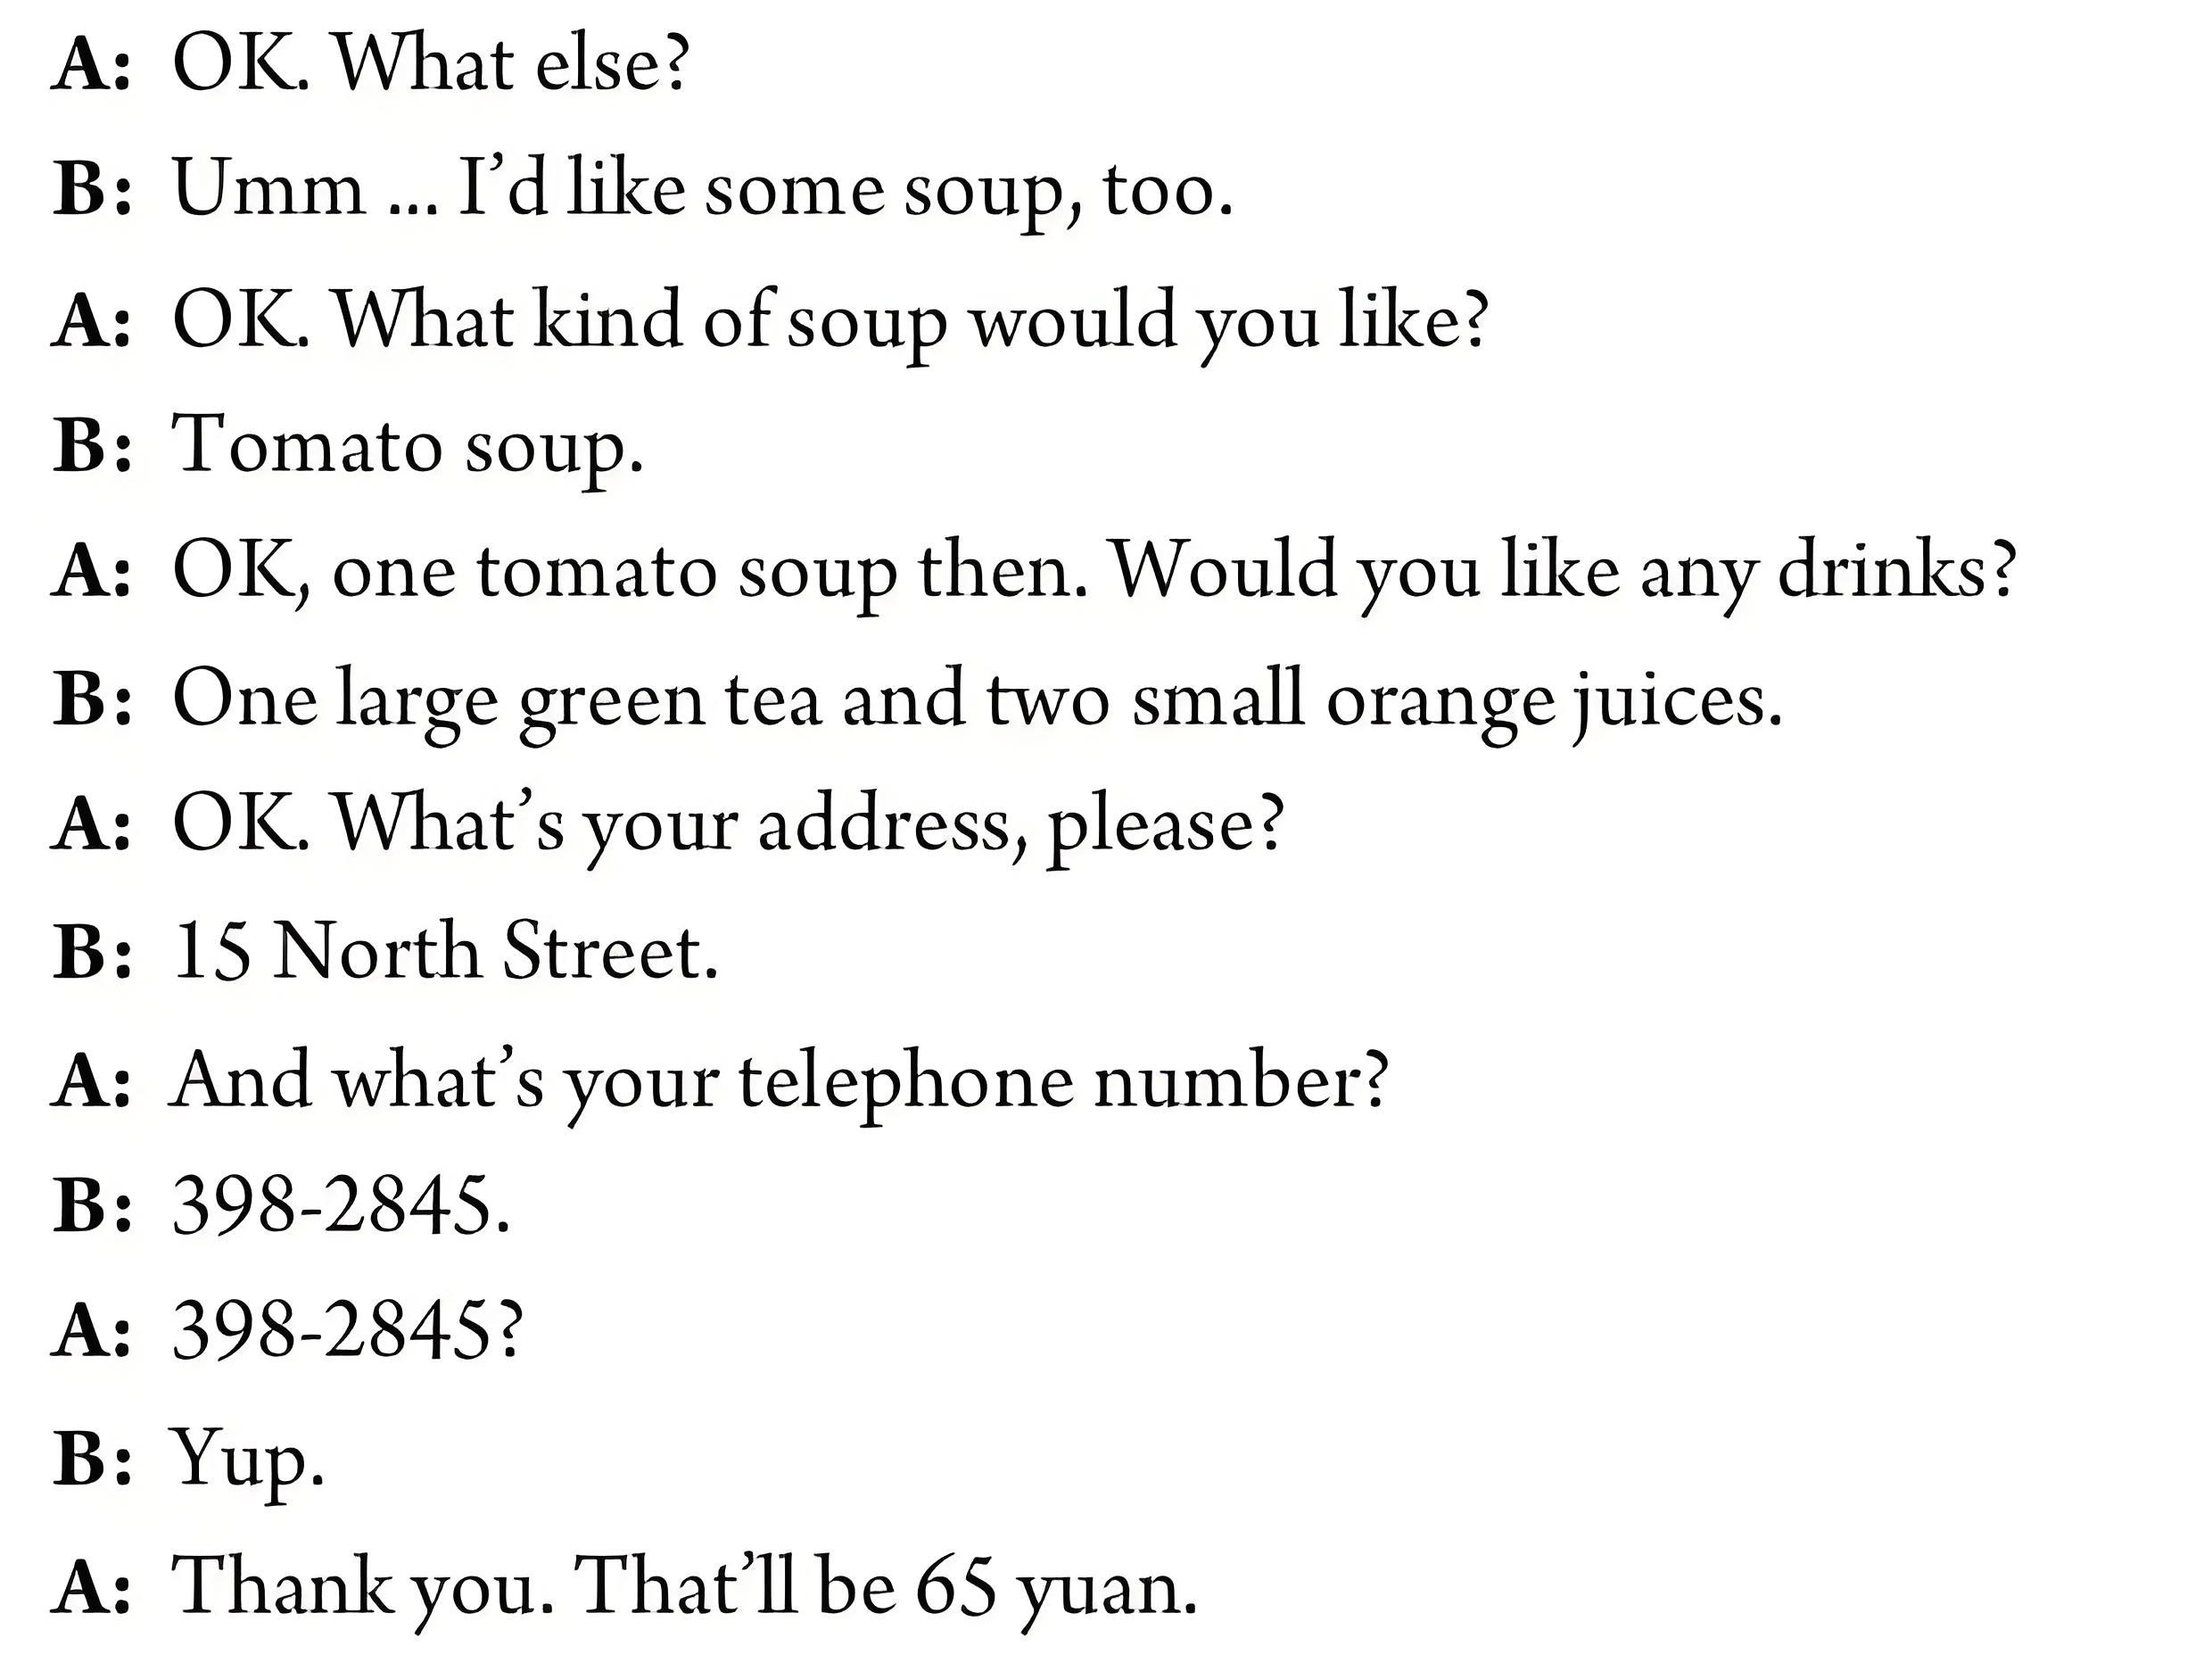 A: OK. What else?
B: Umm ... I’d like some soup, too.
A: OK. What kind of soup would you like?
B: Tomato soup.
A: OK, one tomato soup then. Would you like any drinks?
B: One large green tea and two small orange juices.
A: OK. What’s your address, please?
B: 15 North Street.
A: And what’s your telephone number?
B: 398-2845.
A: 398-2845?
B: Yup.
A: Thank you. That’ll be 65 yuan.